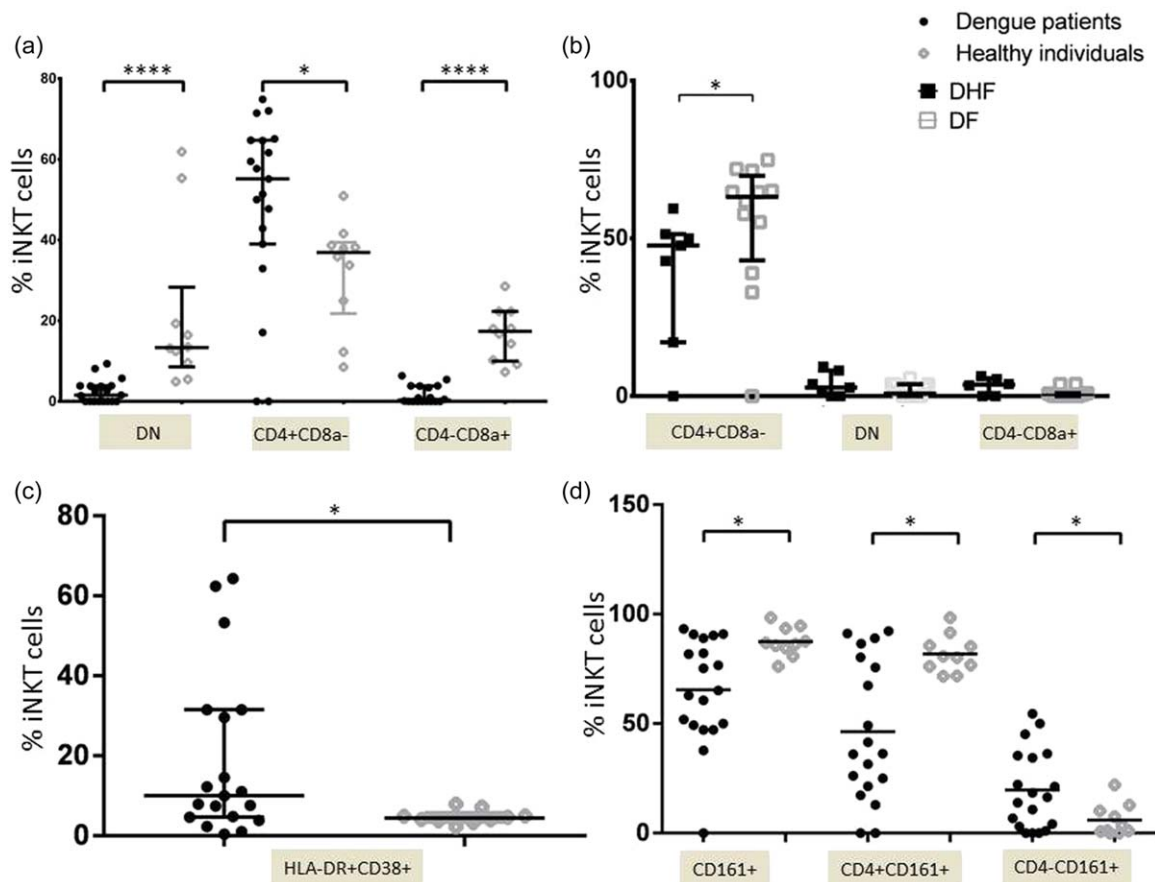 Dengue patients
Healthy individuals
DHF
DF
(a)
**** * ****
80
60
40
20
0
% iNKT cells
DN CD4+CD8a- CD4-CD8a+
(b)
*
100
50
0
% iNKT cells
CD4+CD8a- DN CD4-CD8a+
(c)
*
80
60
40
20
0
% iNKT cells
HLA-DR+CD38+
(d)
* * *
150
100
50
0
% iNKT cells
CD161+ CD4+CD161+ CD4-CD161+